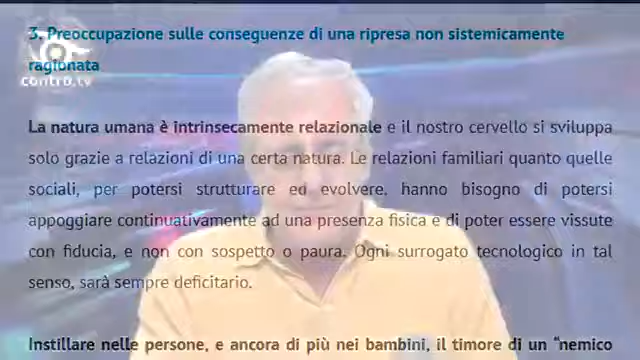 3. Preoccupazione sulle conseguenze di una ripresa non sistemicamente
ragionata
contro.tv
La natura umana è intrinsecamente relazionale e il nostro cervello si sviluppa
solo grazie a relazioni di una certa natura. Le relazioni familiari quanto quelle
sociali, per potersi strutturare ed evolvere, hanno bisogno di potersi
appoggiare continuativamente ad una presenza fisica e di poter essere vissute
con fiducia, e non con sospetto o paura. Ogni surrogato tecnologico in tal
senso, sarà sempre deficitario.
Instillare nelle persone, e ancora di più nei bambini, il timore di un “nemico